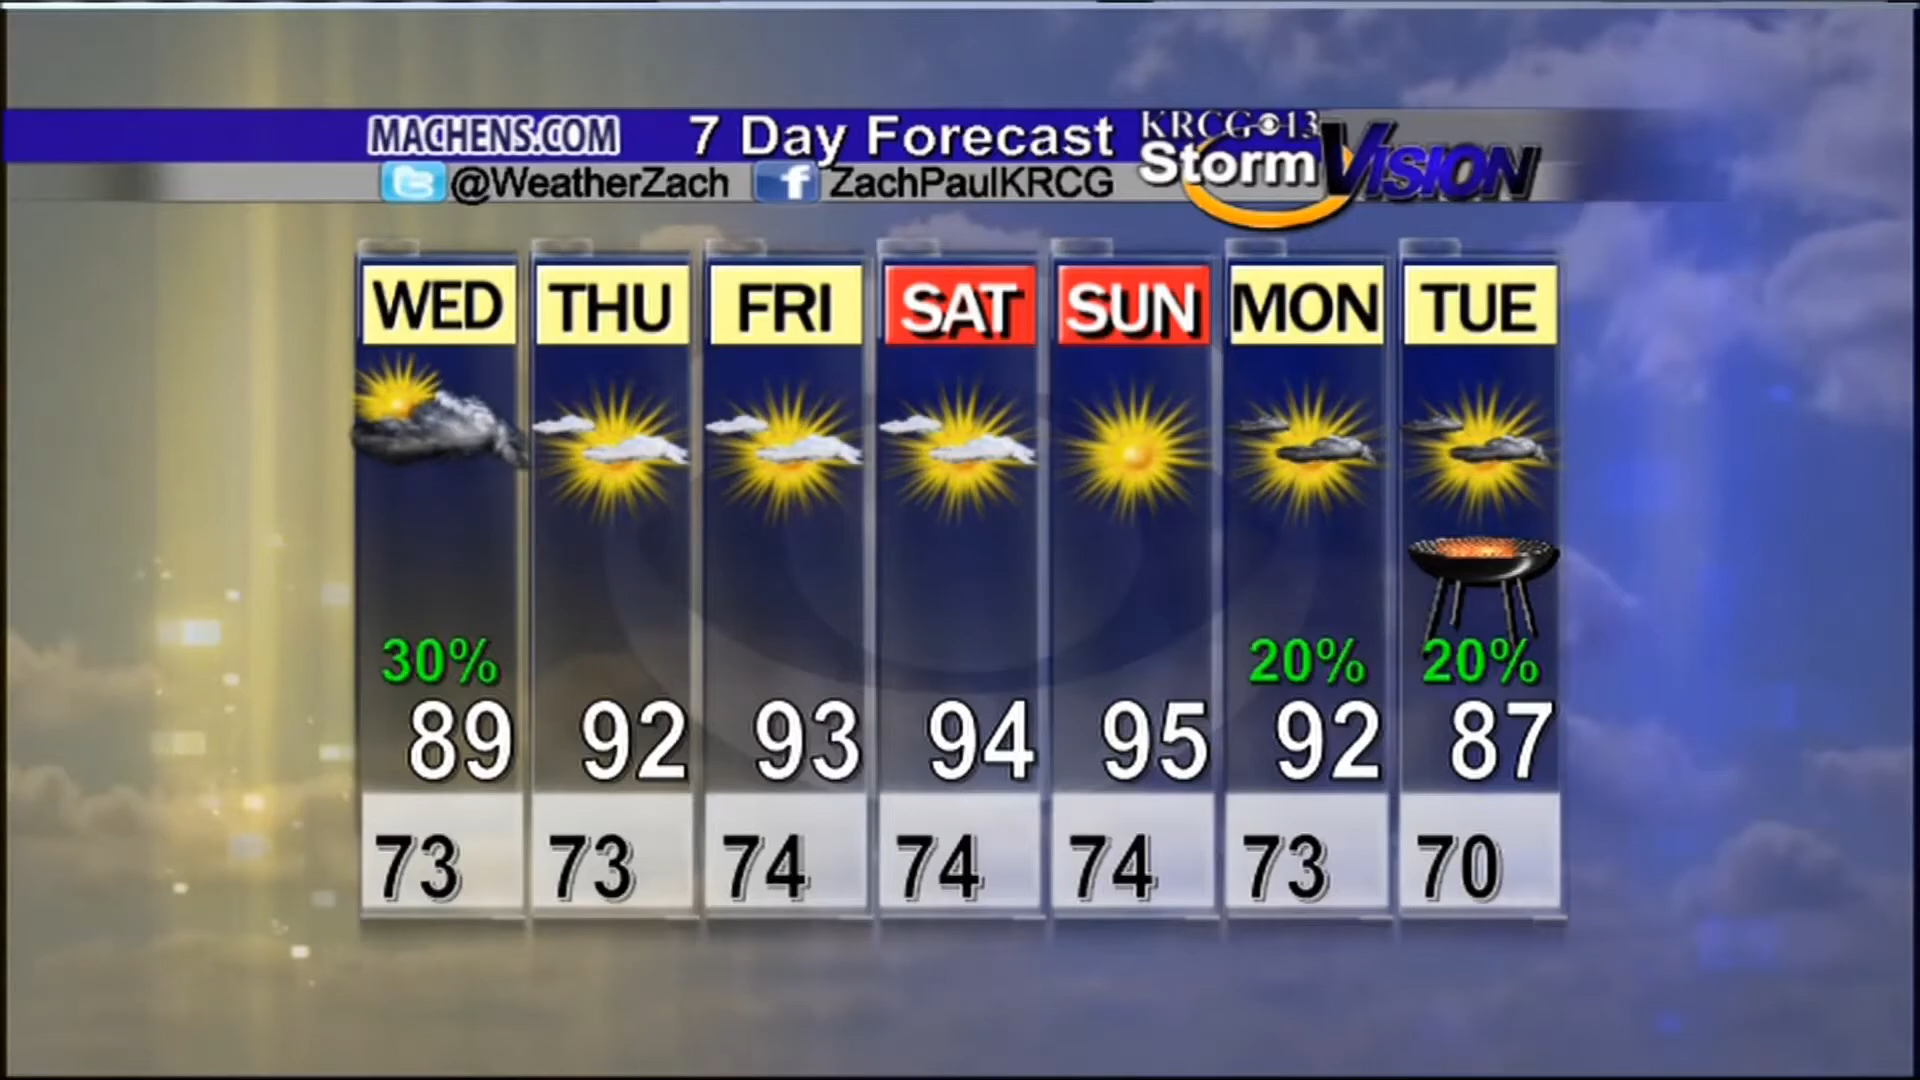 MACHENS.COM 7 Day Forecast KRCG 13
@WeatherZach ZachPaulKRCG Storm VISION
WED THU FRI SAT SUN MON TUE
30% 20% 20%
89 92 93 94 95 92 87
73 73 74 74 74 73 70